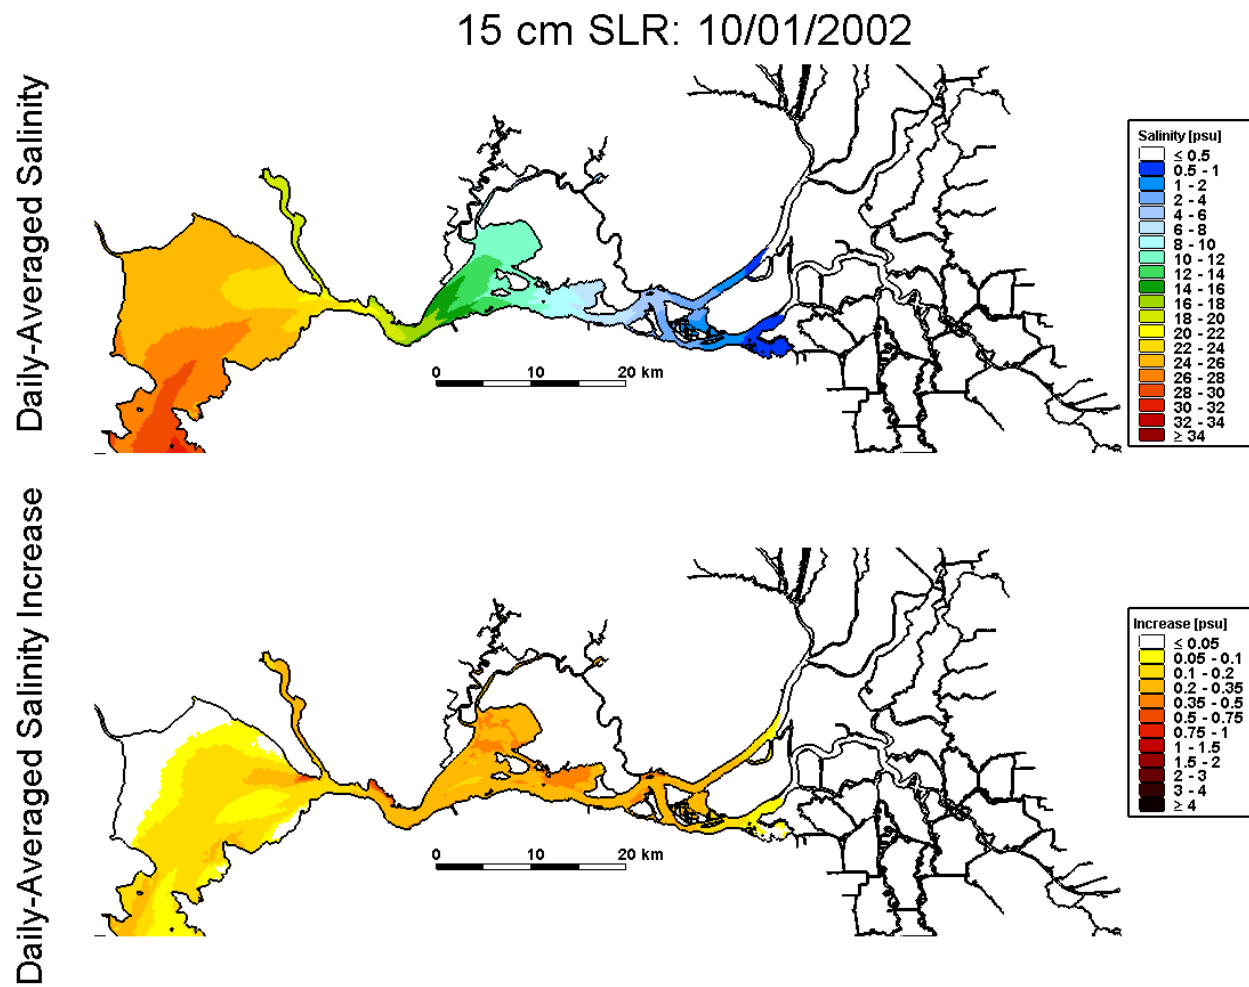 15 cm SLR: 10/01/2002
Daily-Averaged Salinity
Salinity [psu]
≤ 0.5
0.5 - 1
1 - 2
2 - 4
4 - 6
6 - 8
8 - 10
10 - 12
12 - 14
14 - 16
16 - 18
18 - 20
20 - 22
22 - 24
24 - 26
26 - 28
28 - 30
30 - 32
32 - 34
≥ 34
0 10 20 km
Daily-Averaged Salinity Increase
Increase [psu]
≤ 0.05
0.05 - 0.1
0.1 - 0.2
0.2 - 0.35
0.35 - 0.5
0.5 - 0.75
0.75 - 1
1 - 1.5
1.5 - 2
2 - 3
3 - 4
≥ 4
0 10 20 km